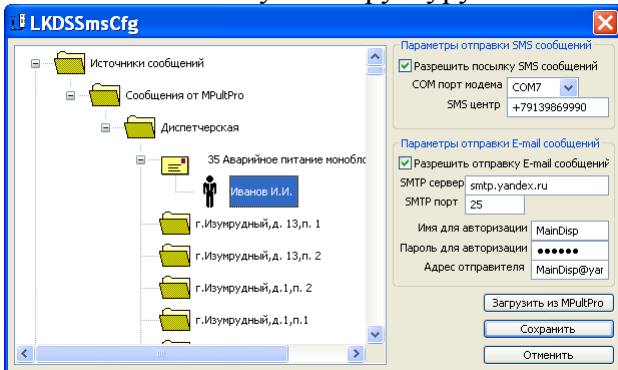 LKDSSmsCfg
Источники сообщений
Сообщения от MPultPro
Диспетчерская
35 Аварийное питание монобло
Иванов И.И.
г.Изумрудный,д. 13,п. 1
г.Изумрудный,д. 13,п. 2
г.Изумрудный,д.1,п. 2
г.Изумрудный,д.1,п.1
Параметры отправки SMS сообщений
Разрешить посылку SMS сообщений
COM порт модема COM7
SMS центр +79139869990
Параметры отправки E-mail сообщений
Разрешить отправку E-mail сообщений
SMTP сервер smtp.yandex.ru
SMTP порт 25
Имя для авторизации MainDisp
Пароль для авторизации ●●●●●●
Адрес отправителя MainDisp@yar
Загрузить из MPultPro
Сохранить
Отменить